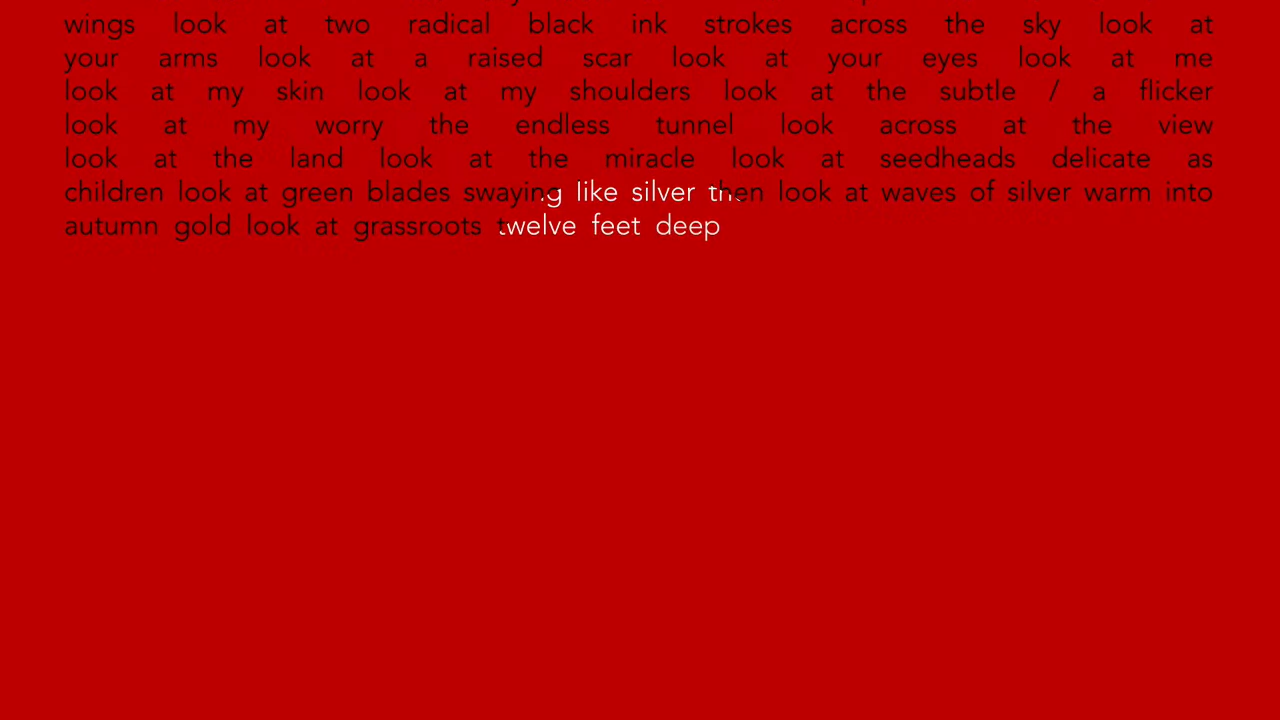 wings look at two radical black ink strokes across the sky look at
your arms look at a raised scar look at your eyes look at me
look at my skin look at my shoulders look at the subtle / a flicker
look at my worry the endless tunnel look across at the view
look at the land look at the miracle look at seedheads delicate as
children look at green blades swaying like silver then look at waves of silver warm into
autumn gold look at grassroots twelve feet deep